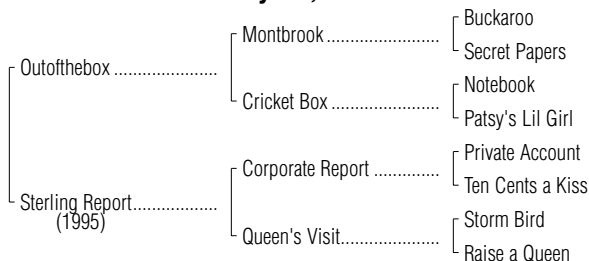 Buckaroo
Montbrook ..........................
Secret Papers
Outofthebox ........................
Notebook
Cricket Box .........................
Patsy's Lil Girl
Private Account
Corporate Report ...............
Ten Cents a Kiss
Sterling Report....................
(1995)
Storm Bird
Queen's Visit.......................
Raise a Queen